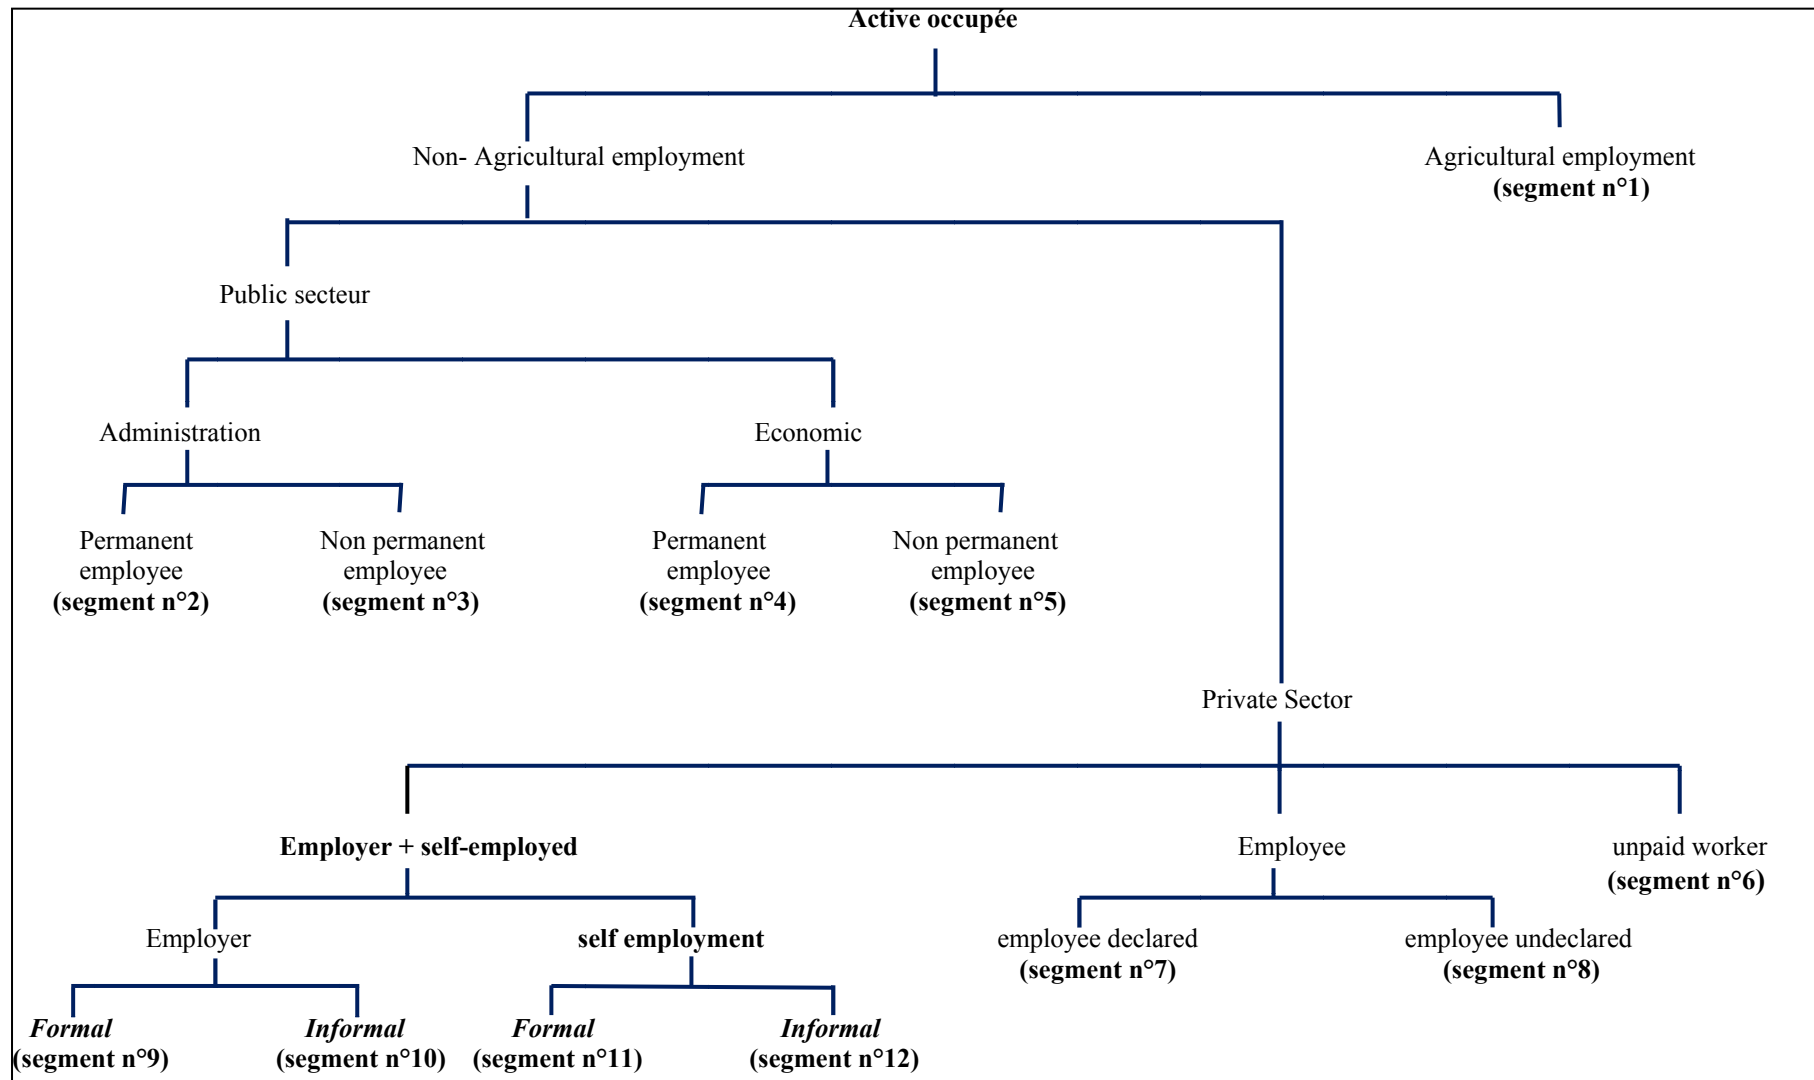 Active occupée
Non- Agricultural employment
Agricultural employment
(segment n°1)
Public secteur
Administration
Economic
Permanent
employee
(segment n°2)
Non permanent
employee
(segment n°3)
Permanent
employee
(segment n°4)
Non permanent
employee
(segment n°5)
Private Sector
Employer + self-employed
Employee
unpaid worker
(segment n°6)
Employer
self employment
employee declared
(segment n°7)
employee undeclared
(segment n°8)
Formal
(segment n°9)
Informal
(segment n°10)
Formal
(segment n°11)
Informal
(segment n°12)